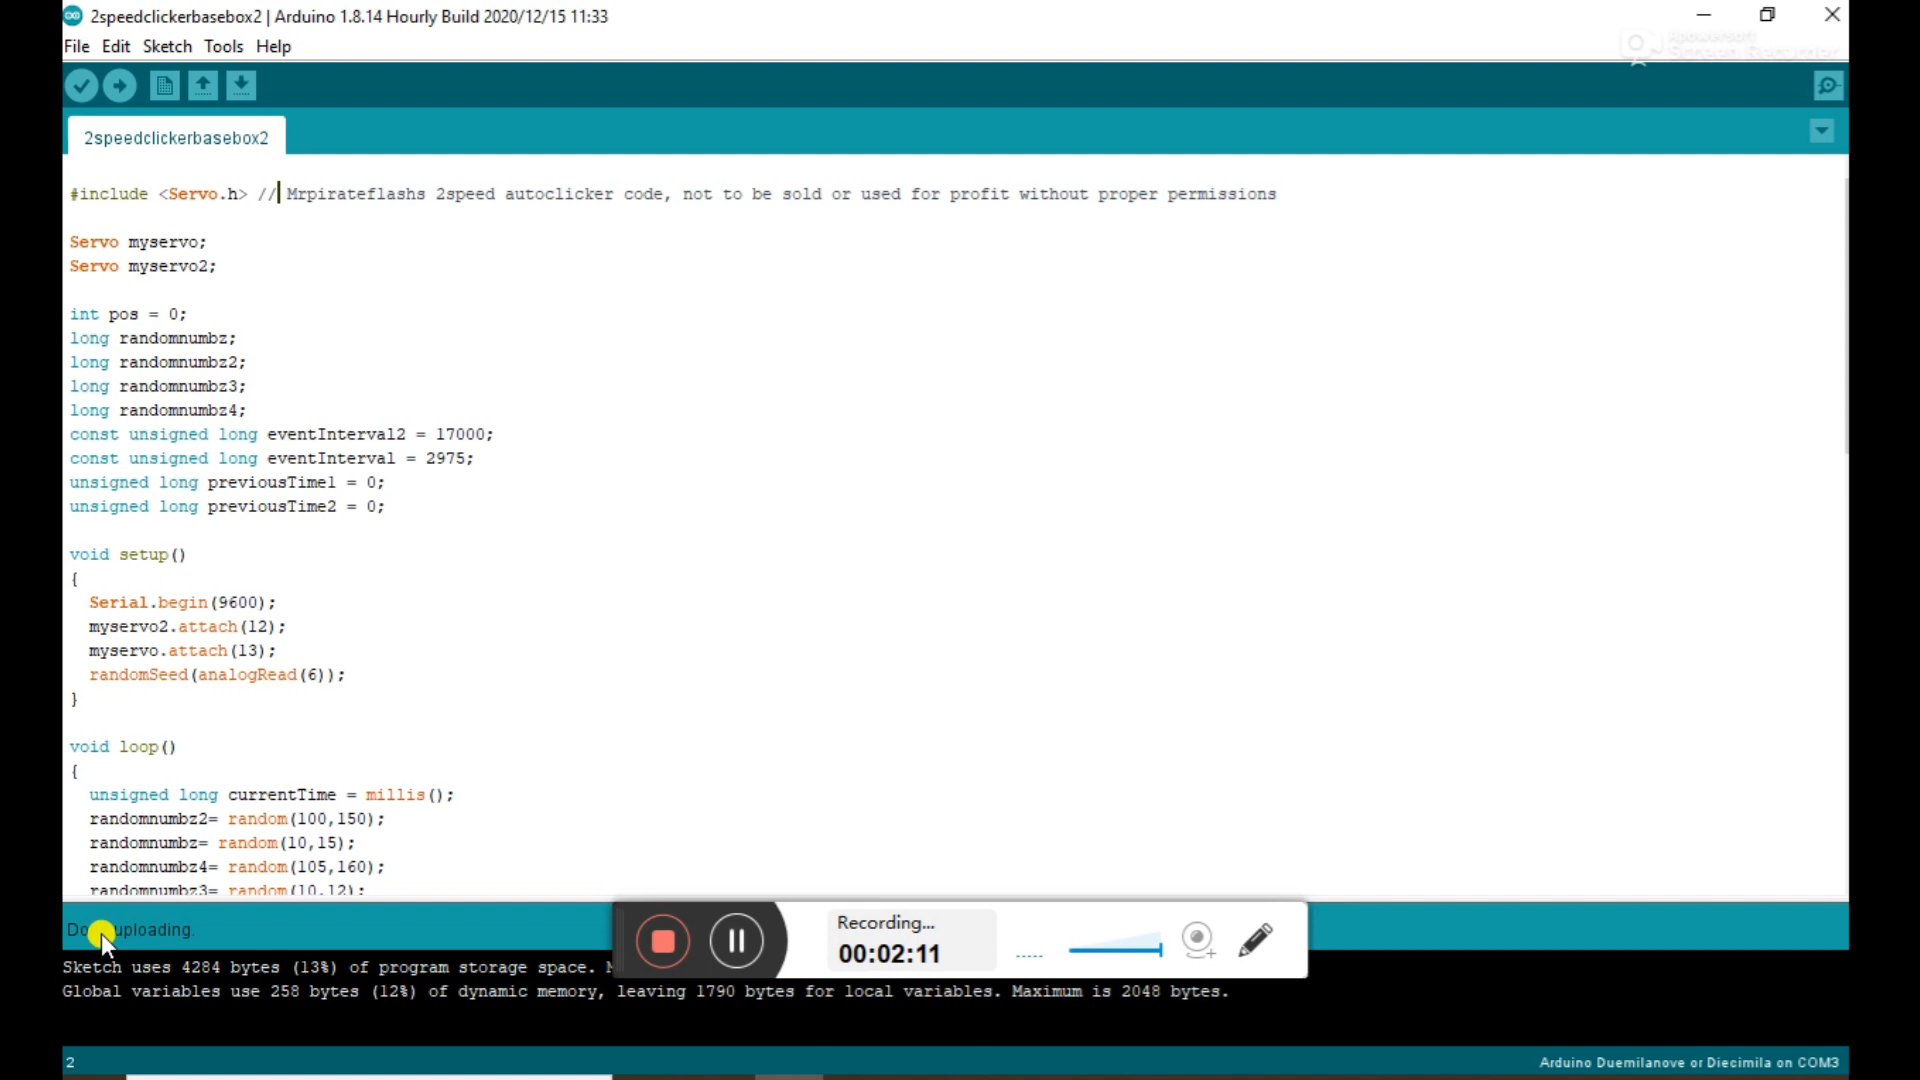 2speedclickerbasebox2 | Arduino 1.8.14 Hourly Build 2020/12/15 11:33
File Edit Sketch Tools Help
Apowersoft
Screen Recorder
2speedclickerbasebox2
#include <Servo.h> // Mrpirateflashs 2speed autoclicker code, not to be sold or used for profit without proper permissions
Servo myservo;
Servo myservo2;
int pos = 0;
long randomnumbz;
long randomnumbz2;
long randomnumbz3;
long randomnumbz4;
const unsigned long eventInterval2 = 17000;
const unsigned long eventInterval = 2975;
unsigned long previousTime1 = 0;
unsigned long previousTime2 = 0;
void setup()
{
Serial.begin(9600);
myservo2.attach(12);
myservo.attach(13);
randomSeed(analogRead(6));
}
void loop()
{
unsigned long currentTime = millis();
randomnumbz2= random(100,150);
randomnumbz= random(10,15);
randomnumbz4= random(105,160);
randomnumbz3= random(10,12);
uploading.
Recording...
00:02:11
Sketch uses 4284 bytes (13%) of program storage space.
Global variables use 258 bytes (12%) of dynamic memory, leaving 1790 bytes for local variables. Maximum is 2048 bytes.
2
Arduino Duemilanove or Diecimila on COM3